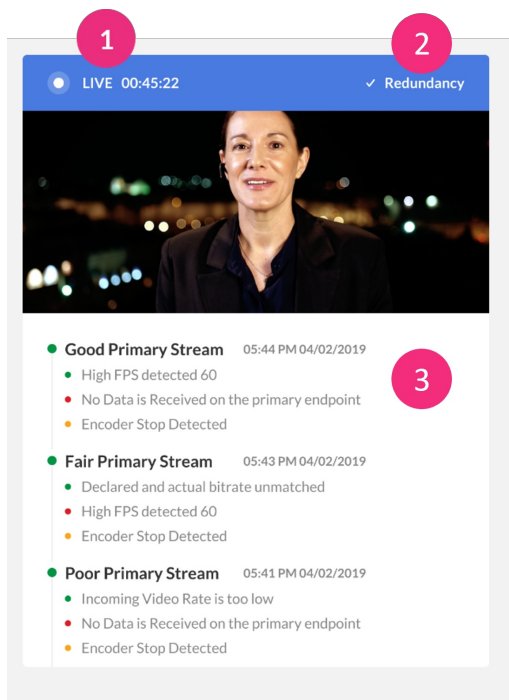 1
2
LIVE 00:45:22
✓ Redundancy
Good Primary Stream 05:44 PM 04/02/2019
High FPS detected 60
No Data is Received on the primary endpoint
Encoder Stop Detected
3
Fair Primary Stream 05:43 PM 04/02/2019
Declared and actual bitrate unmatched
High FPS detected 60
Encoder Stop Detected
Poor Primary Stream 05:41 PM 04/02/2019
Incoming Video Rate is too low
No Data is Received on the primary endpoint
Encoder Stop Detected